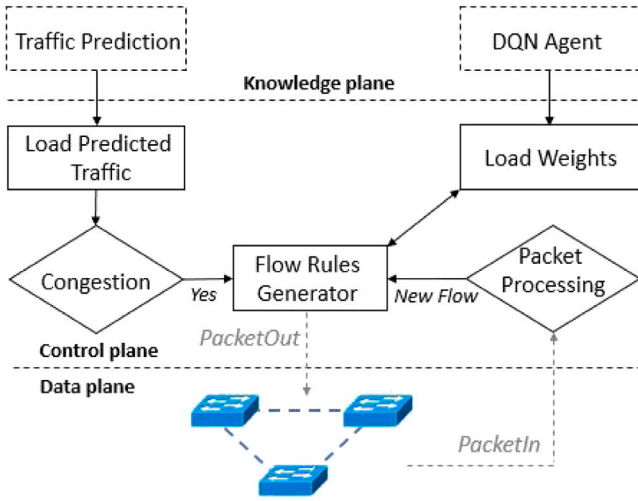 Traffic Prediction
DQN Agent
Knowledge plane
Load Predicted
Traffic
Load Weights
Congestion
Yes
Flow Rules
Generator
New Flow
Packet
Processing
PacketOut
Control plane
Data plane
PacketIn